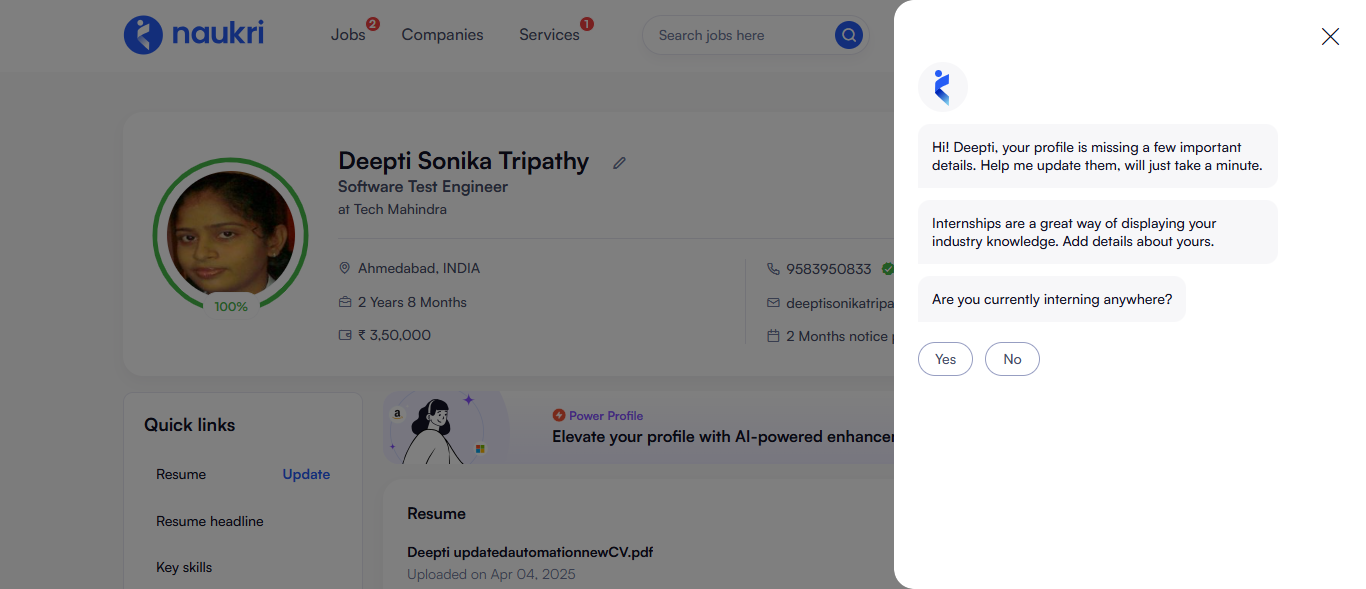 naukri
Jobs 2
Companies
Services 1
Search jobs here
Deepti Sonika Tripathy
Software Test Engineer
at Tech Mahindra
100%
Ahmedabad, INDIA
2 Years 8 Months
₹ 3,50,000
9583950833
deeptisonikatripa
2 Months notice
Quick links
Resume Update
Resume headline
Key skills
a
Power Profile
Elevate your profile with AI-powered enhancer
Resume
Deepti updatedautomationnewCV.pdf
Uploaded on Apr 04, 2025
Hi! Deepti, your profile is missing a few important
details. Help me update them, will just take a minute.
Internships are a great way of displaying your
industry knowledge. Add details about yours.
Are you currently interning anywhere?
Yes
No